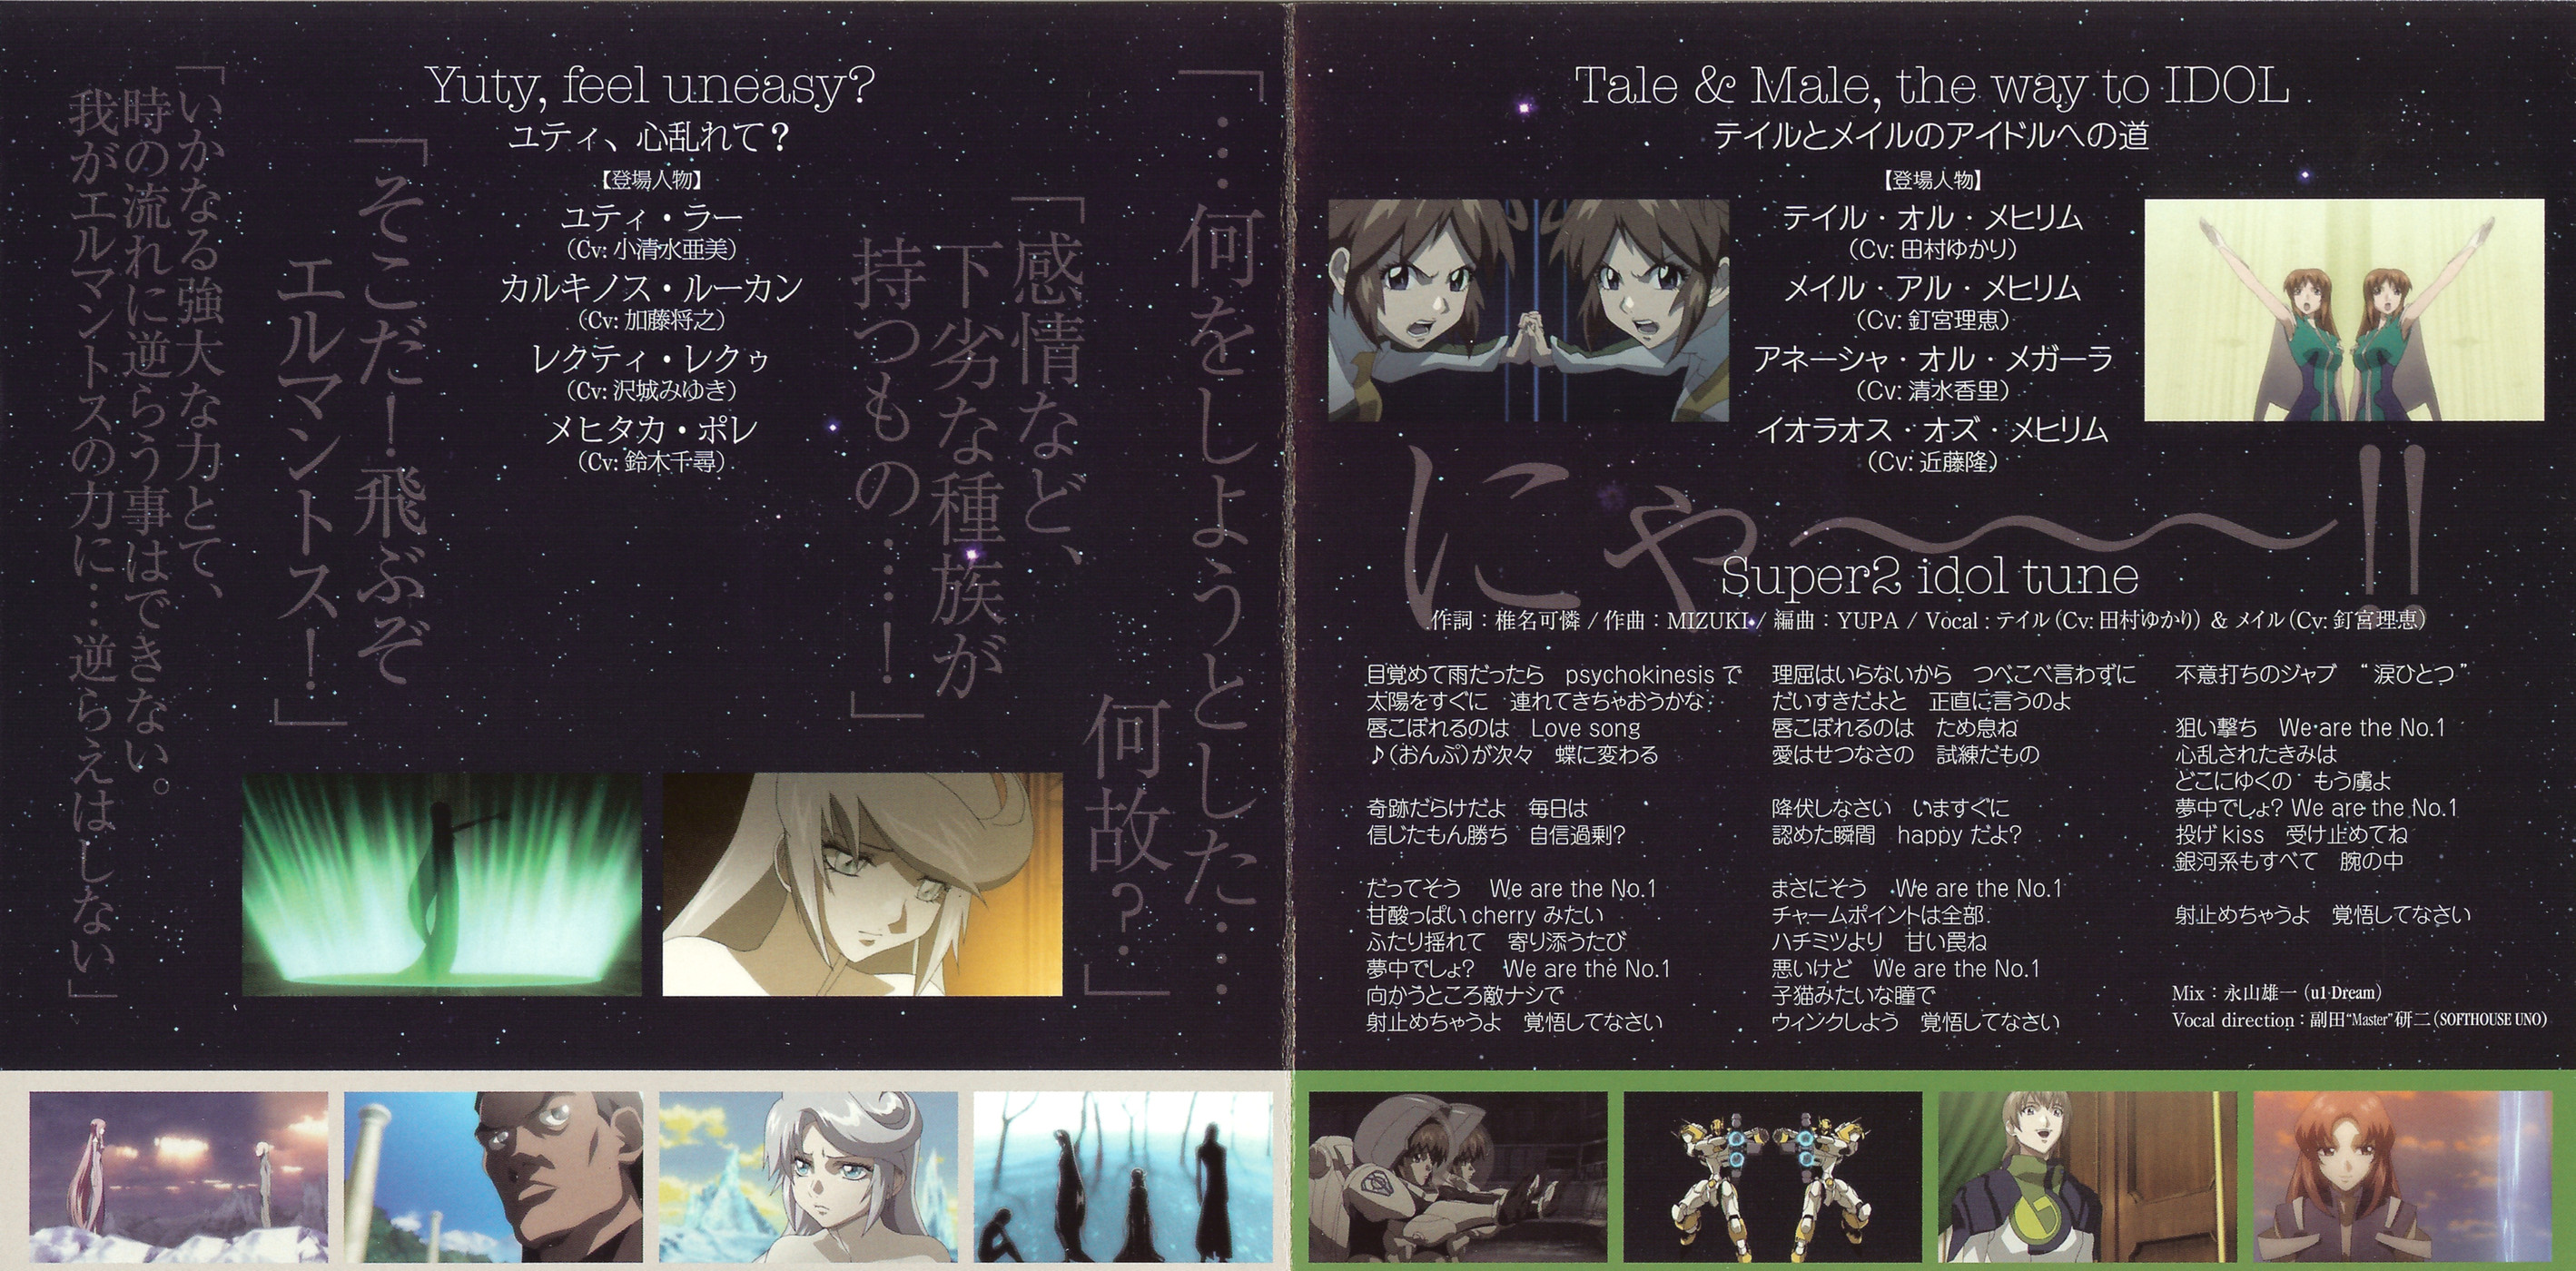 Yuty, feel uneasy?
ユティ、心乱れて？
【登場人物】
ユティ・ラー
（Cv: 小清水亜美）
カルキノス・ルーカン
（Cv: 加藤将之）
レクティ・レクゥ
（Cv: 沢城みゆき）
メヒタカ・ポレ
（Cv: 鈴木千尋）
「…何をしようとした…
何故？…」
「感情など、
下劣な種族が
持つもの……！」
「そこだ！飛ぶぞ
エルマントス！」
「いかなる強大な力とて、
時の流れに逆らう事はできない。
我がエルマントスの力に…逆らえはしない」
Tale & Male, the way to IDOL
テイルとメイルのアイドルへの道
【登場人物】
テイル・オル・メヒリム
（Cv: 田村ゆかり）
メイル・アル・メヒリム
（Cv: 釘宮理恵）
アネーシャ・オル・メガーラ
（Cv: 清水香里）
イオラオス・オズ・メヒリム
（Cv: 近藤隆）
にゃ〜〜〜!!
Super2 idol tune
作詞：椎名可憐 / 作曲：MIZUKI / 編曲：YUPA / Vocal : テイル（Cv: 田村ゆかり） & メイル（Cv: 釘宮理恵）
目覚めて雨だったら　psychokinesis で
太陽をすぐに　連れてきちゃおうかな
唇こぼれるのは　Love song
♪（おんぷ）が次々　蝶に変わる
奇跡だらけだよ　毎日は
信じたもん勝ち　自信過剰?
だってそう　We are the No.1
甘酸っぱい cherry みたい
ふたり揺れて　寄り添うたび
夢中でしょ?　We are the No.1
向かうところ敵ナシで
射止めちゃうよ　覚悟してなさい
理屈はいらないから　つべこべ言わずに
だいすきだよと　正直に言うのよ
唇こぼれるのは　ため息ね
愛はせつなさの　試練だもの
降伏しなさい　いますぐに
認めた瞬間　happy だよ?
まさにそう　We are the No.1
チャームポイントは全部
ハチミツより　甘い罠ね
悪いけど　We are the No.1
子猫みたいな瞳で
ウィンクしよう　覚悟してなさい
不意打ちのジャブ　“涙ひとつ”
狙い撃ち　We are the No.1
心乱されたきみは
どこにゆくの　もう虜よ
夢中でしょ? We are the No.1
投げ kiss　受け止めてね
銀河系もすべて　腕の中
射止めちゃうよ　覚悟してなさい
Mix：永山雄一（u1 Dream）
Vocal direction：副田“Master”研二（SOFTHOUSE UNO）